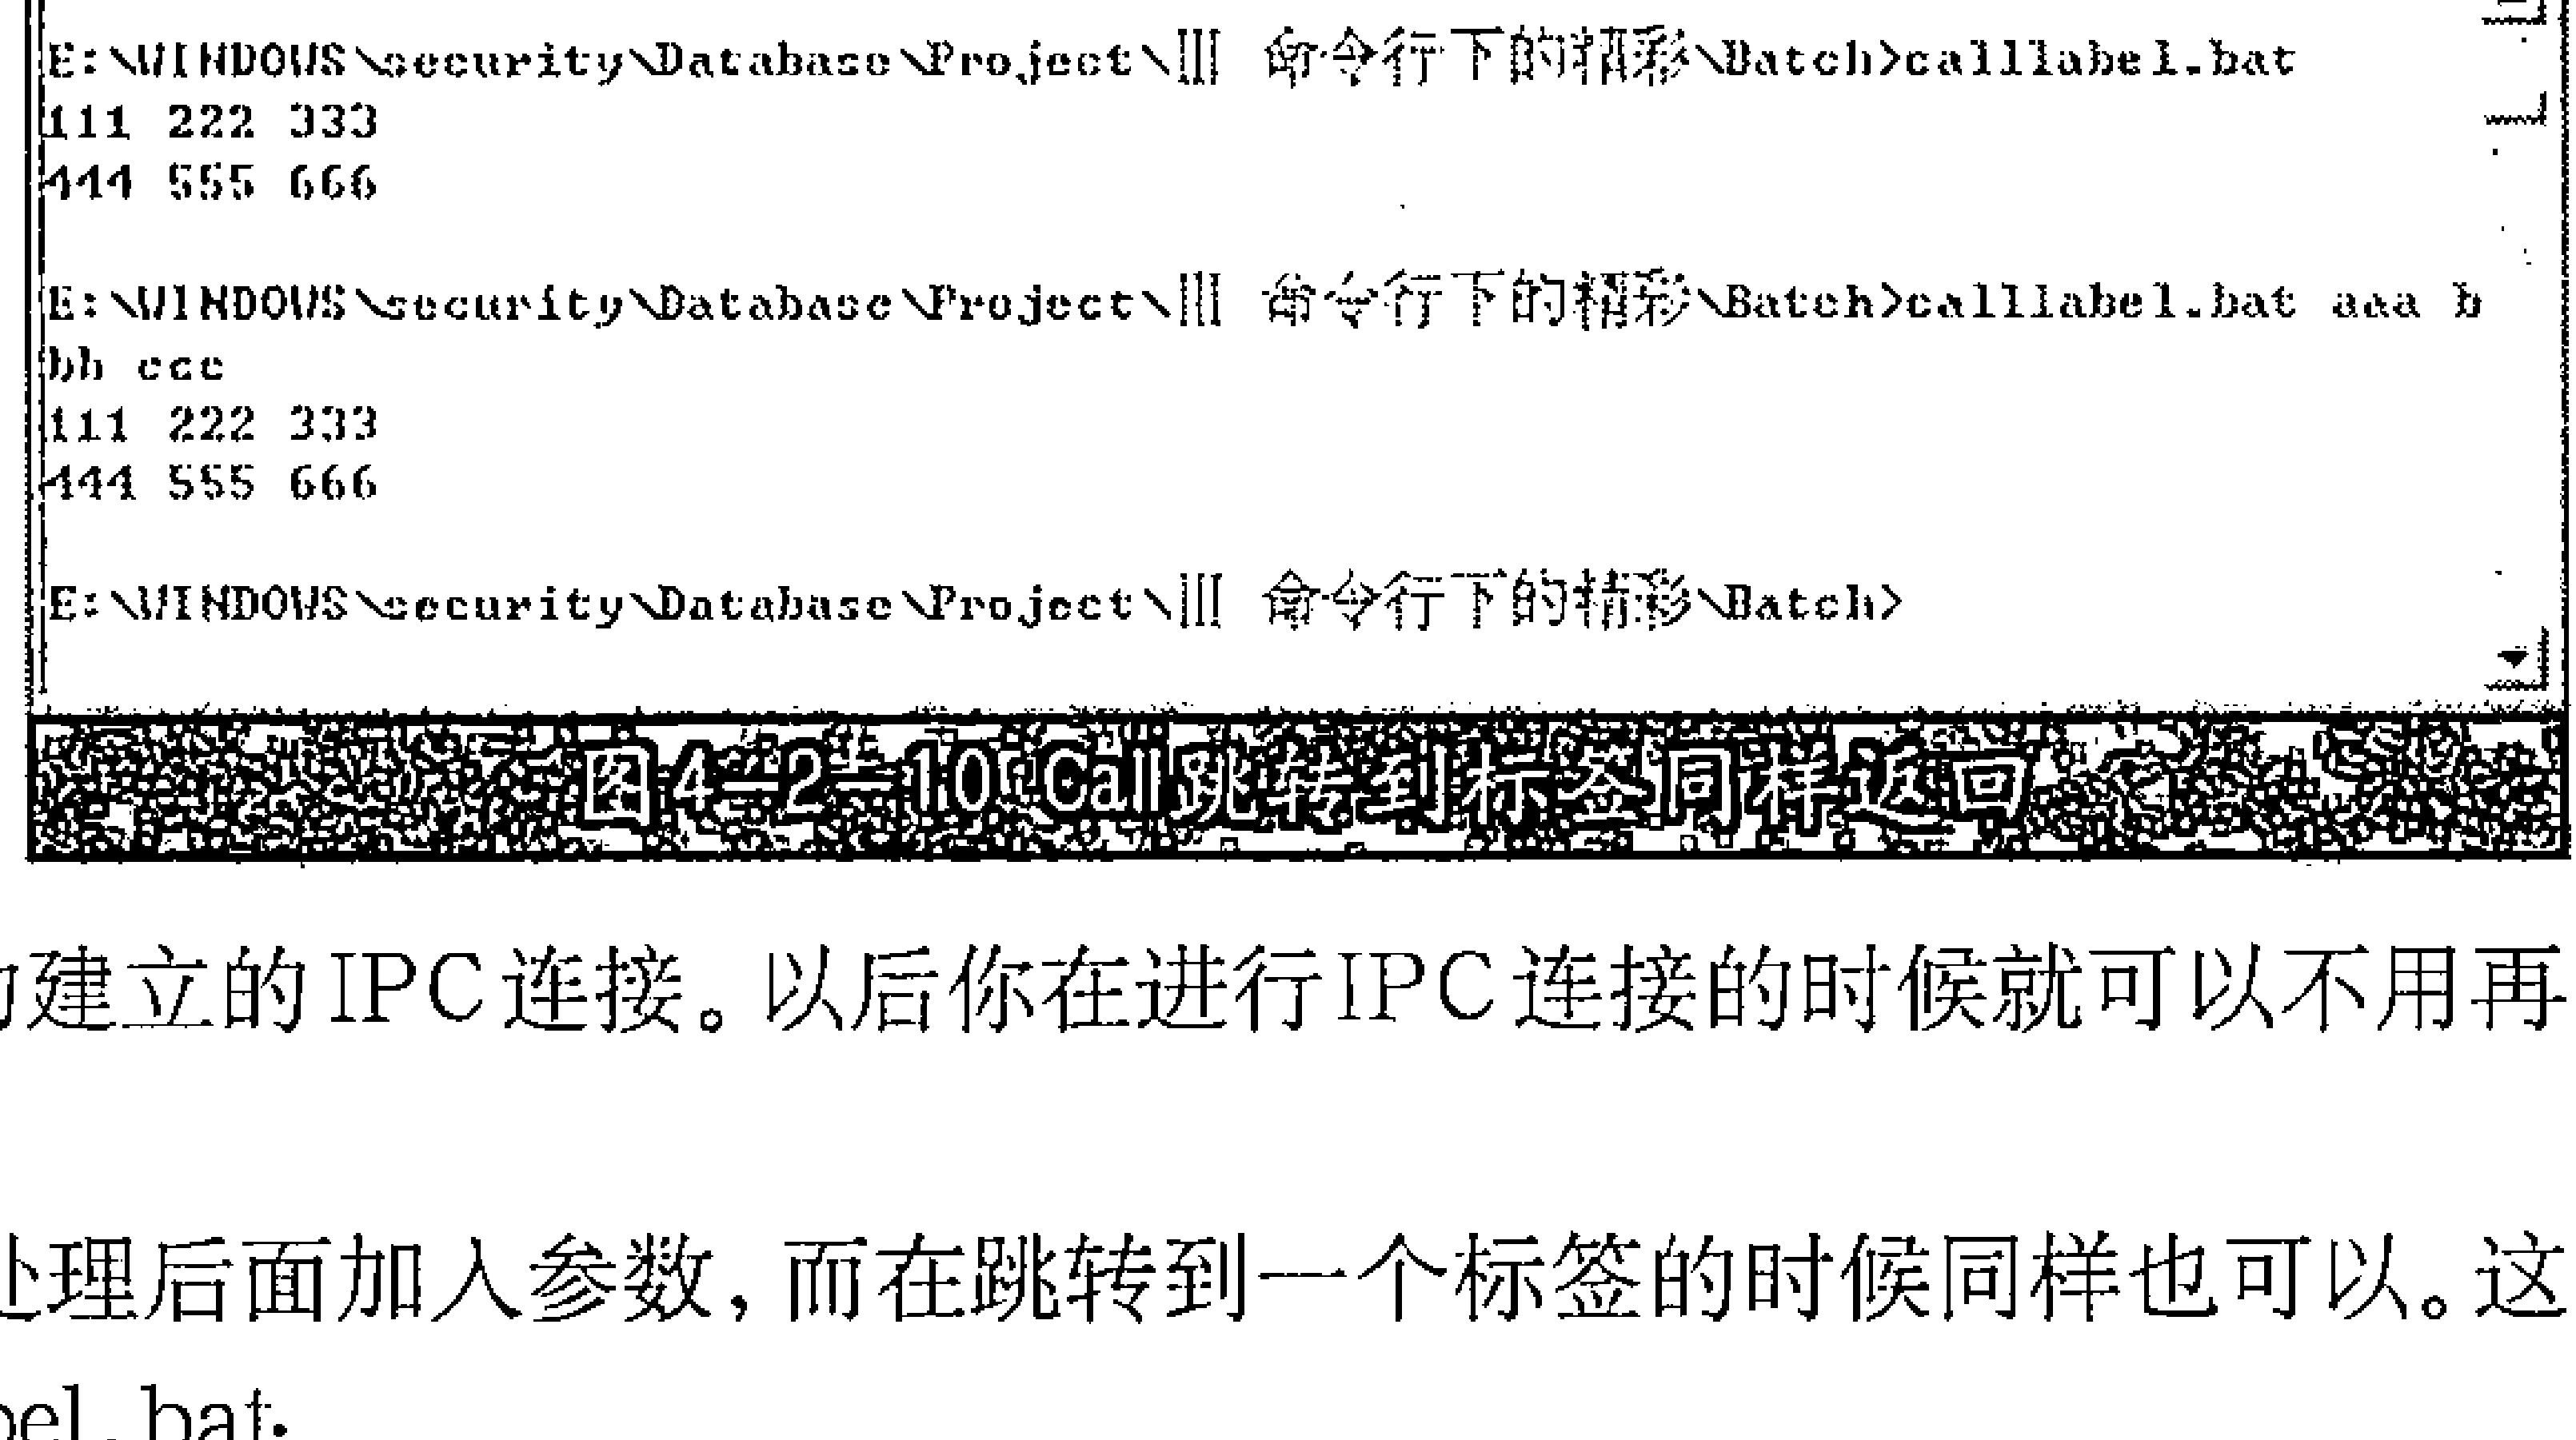 E:\WINDOWS\security\Database\Project\III 命令行下的精彩\Batch>calllabel.bat
111 222 333
444 555 666
E:\WINDOWS\security\Database\Project\III 命令行下的精彩\Batch>calllabel.bat aaa b
bb ccc
111 222 333
444 555 666
E:\WINDOWS\security\Database\Project\III 命令行下的精彩\Batch>
图4-2-10 Call跳转到标签同样返回
建立的IPC连接。以后你在进行IPC连接的时候就可以不用再
处理后面加入参数，而在跳转到一个标签的时候同样也可以。这
bel.bat: